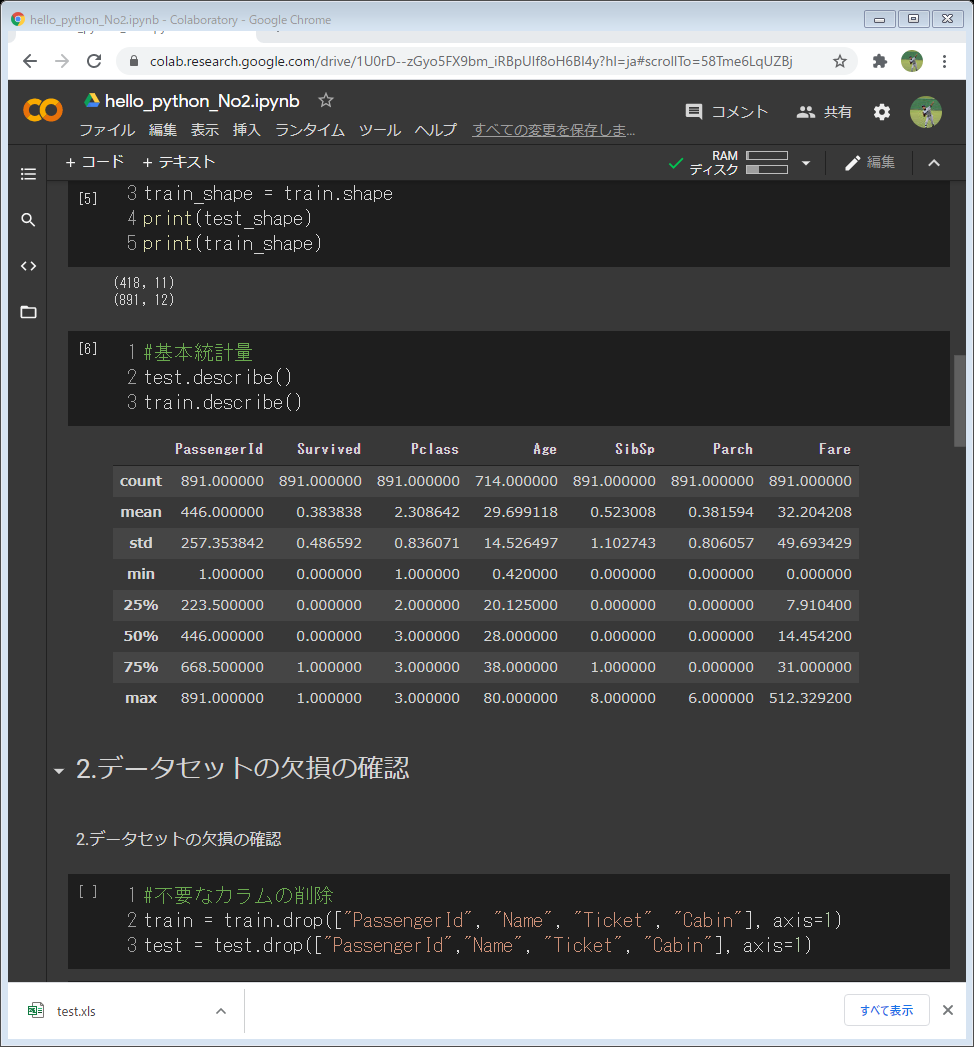 hello_python_No2.ipynb - Colaboratory - Google Chrome
colab.research.google.com/drive/1U0rD--zGyo5FX9bm_iRBpUIf8oH6Bl4y?hl=ja#scrollTo=58Tme6LqUZBj
hello_python_No2.ipynb
コメント 共有
ファイル 編集 表示 挿入 ランタイム ツール ヘルプ すべての変更を保存しま...
+ コード + テキスト RAM ディスク 編集
[5] 3 train_shape = train.shape
4 print(test_shape)
5 print(train_shape)
(418, 11)
(891, 12)
[6] 1 #基本統計量
2 test.describe()
3 train.describe()
PassengerId Survived Pclass Age SibSp Parch Fare
count 891.000000 891.000000 891.000000 714.000000 891.000000 891.000000 891.000000
mean 446.000000 0.383838 2.308642 29.699118 0.523008 0.381594 32.204208
std 257.353842 0.486592 0.836071 14.526497 1.102743 0.806057 49.693429
min 1.000000 0.000000 1.000000 0.420000 0.000000 0.000000 0.000000
25% 223.500000 0.000000 2.000000 20.125000 0.000000 0.000000 7.910400
50% 446.000000 0.000000 3.000000 28.000000 0.000000 0.000000 14.454200
75% 668.500000 1.000000 3.000000 38.000000 1.000000 0.000000 31.000000
max 891.000000 1.000000 3.000000 80.000000 8.000000 6.000000 512.329200
2.データセットの欠損の確認
2.データセットの欠損の確認
[ ] 1 #不要なカラムの削除
2 train = train.drop(["PassengerId", "Name", "Ticket", "Cabin"], axis=1)
3 test = test.drop(["PassengerId","Name", "Ticket", "Cabin"], axis=1)
test.xls すべて表示